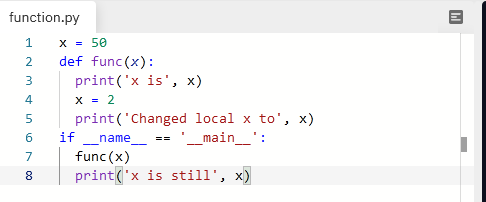 function.py
1 x = 50
2 def func(x):
3   print('x is', x)
4   x = 2
5   print('Changed local x to', x)
6 if __name__ == '__main__':
7   func(x)
8   print('x is still', x)